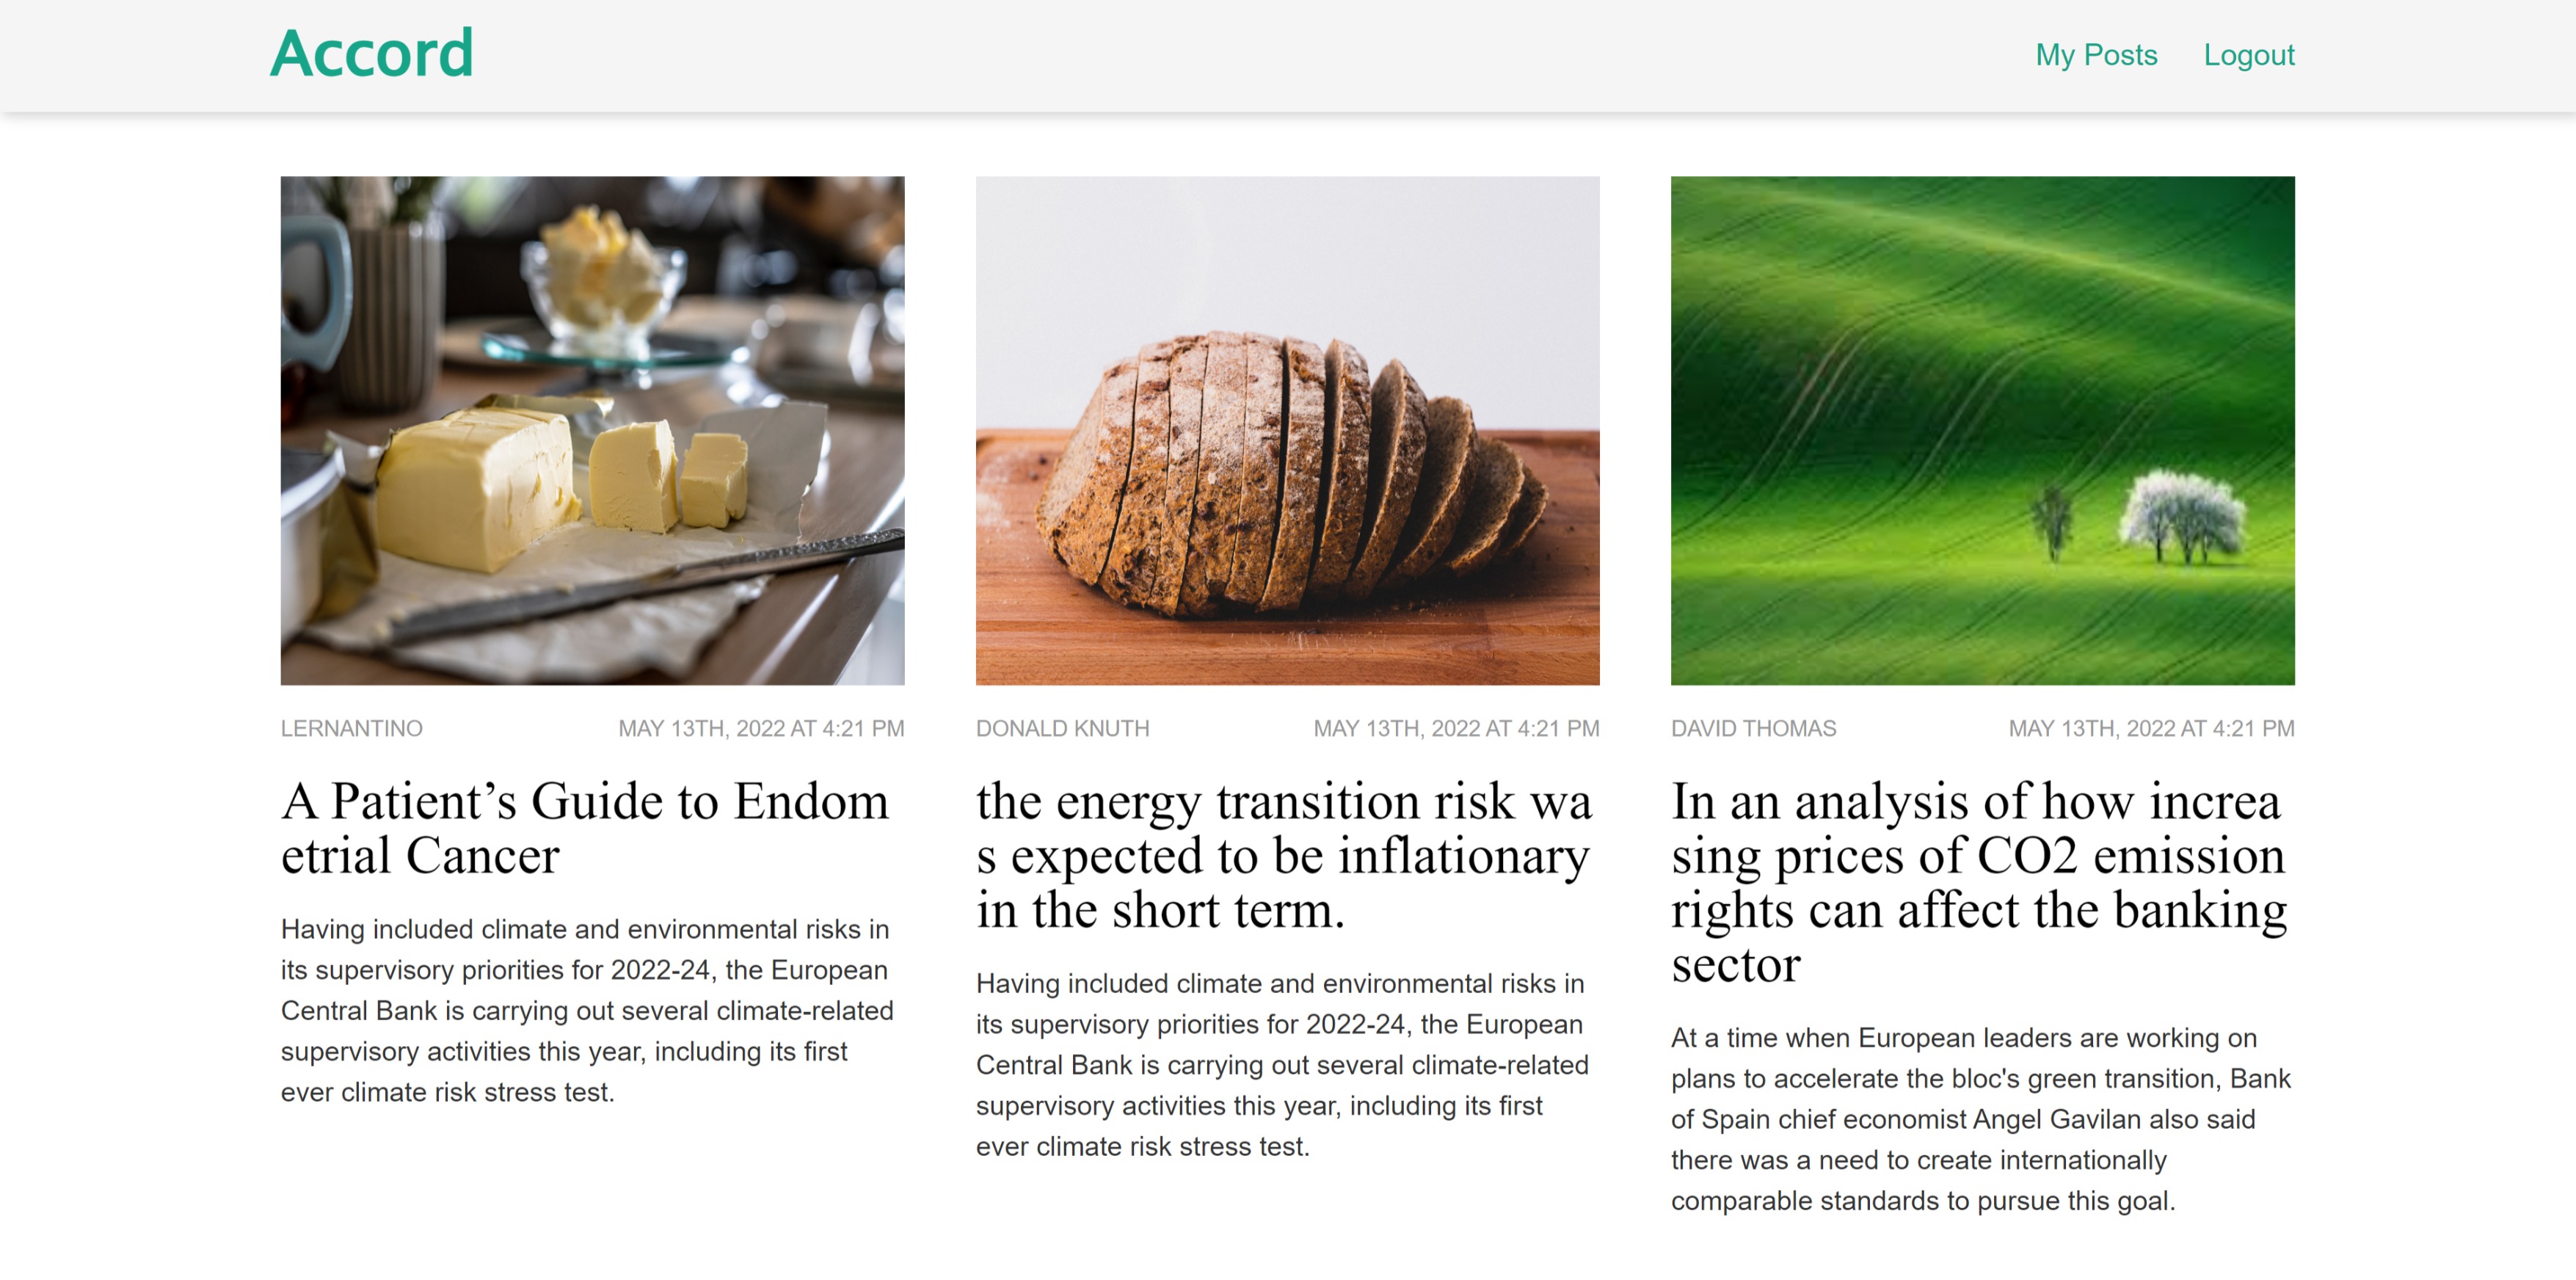 Accord
My Posts Logout
LERNANTINO MAY 13TH, 2022 AT 4:21 PM
A Patient’s Guide to Endom
etrial Cancer
Having included climate and environmental risks in
its supervisory priorities for 2022-24, the European
Central Bank is carrying out several climate-related
supervisory activities this year, including its first
ever climate risk stress test.
DONALD KNUTH MAY 13TH, 2022 AT 4:21 PM
the energy transition risk wa
s expected to be inflationary
in the short term.
Having included climate and environmental risks in
its supervisory priorities for 2022-24, the European
Central Bank is carrying out several climate-related
supervisory activities this year, including its first
ever climate risk stress test.
DAVID THOMAS MAY 13TH, 2022 AT 4:21 PM
In an analysis of how increa
sing prices of CO2 emission
rights can affect the banking
sector
At a time when European leaders are working on
plans to accelerate the bloc's green transition, Bank
of Spain chief economist Angel Gavilan also said
there was a need to create internationally
comparable standards to pursue this goal.